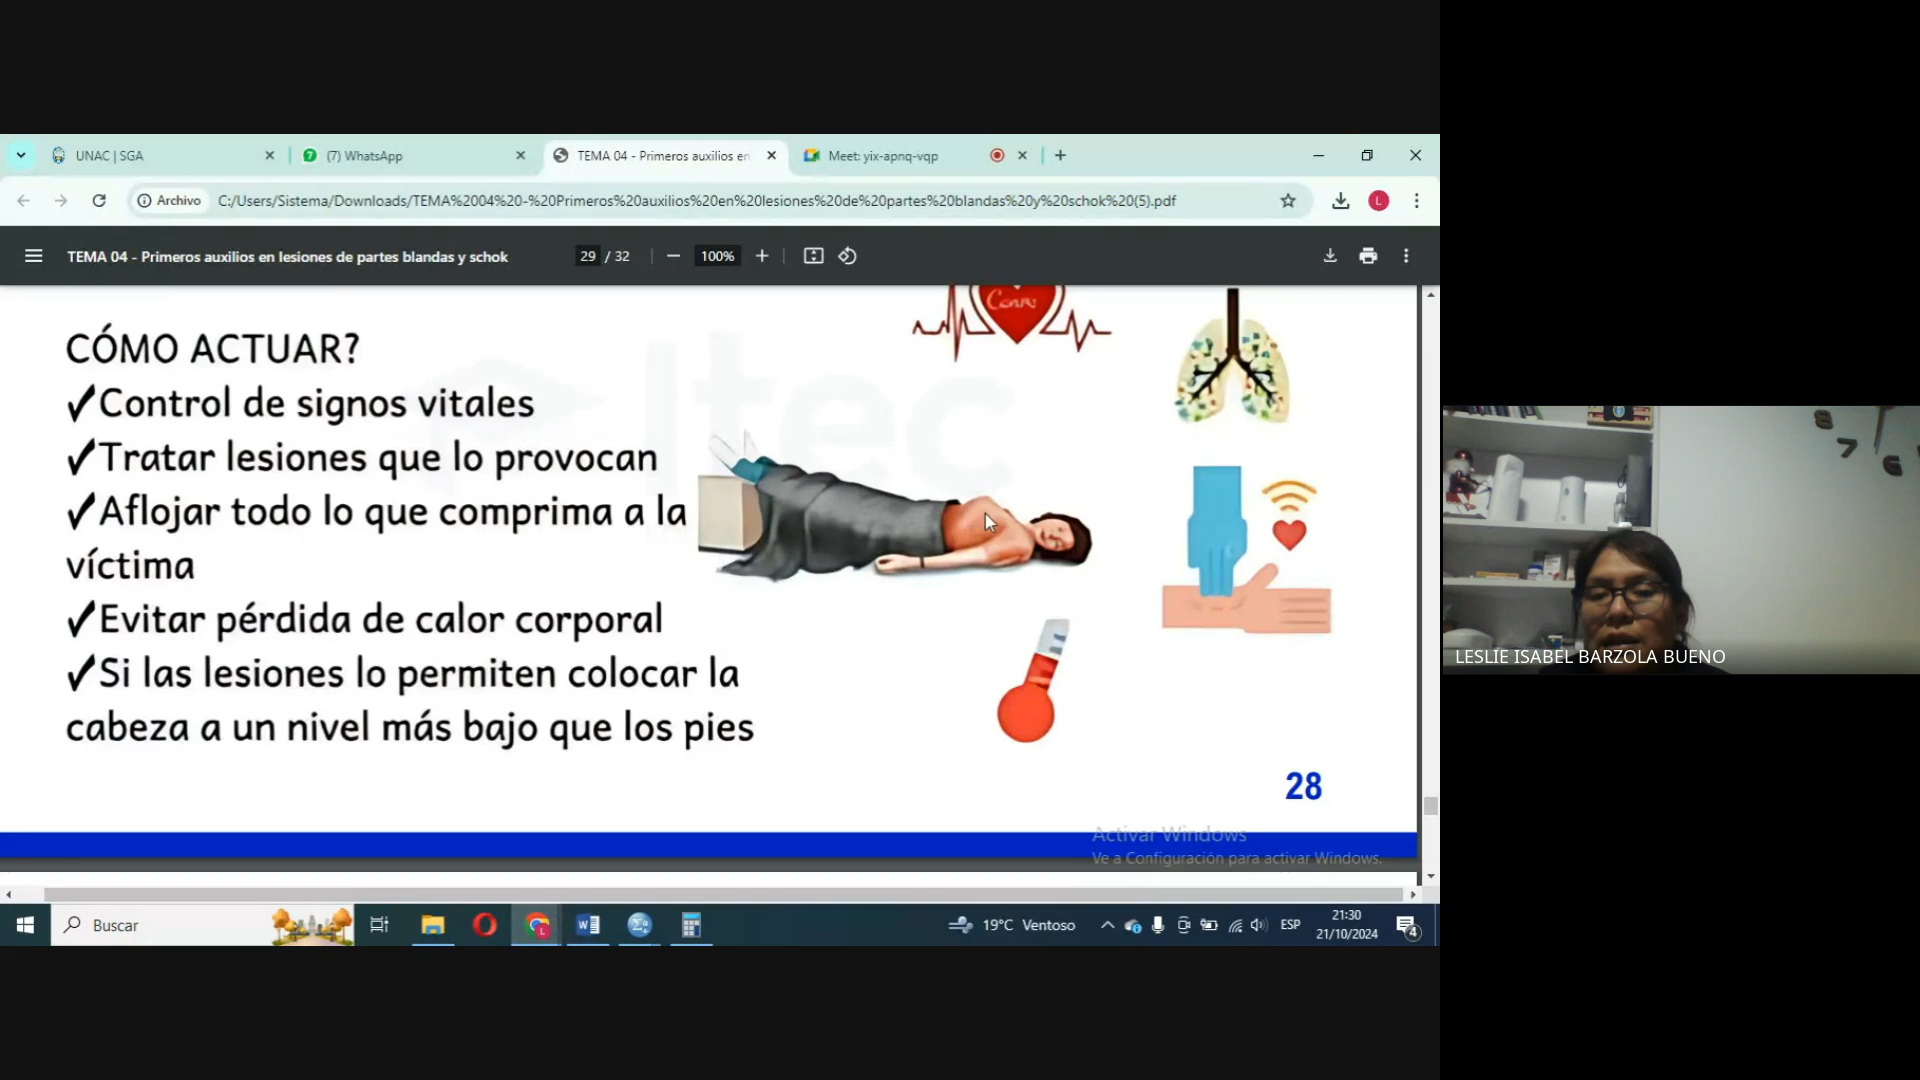 UNAC | SGA
(7) WhatsApp
TEMA 04 - Primeros auxilios en
Meet: yix-apnq-vqp
Archivo
C:/Users/Sistema/Downloads/TEMA%2004%20-%20Primeros%20auxilios%20en%20lesiones%20de%20partes%20blandas%20y%20schok%20(5).pdf
L
TEMA 04 - Primeros auxilios en lesiones de partes blandas y schok
29 / 32
100%
Itec
CÓMO ACTUAR?
✓Control de signos vitales
✓Tratar lesiones que lo provocan
✓Aflojar todo lo que comprima a la
víctima
✓Evitar pérdida de calor corporal
✓Si las lesiones lo permiten colocar la
cabeza a un nivel más bajo que los pies
28
Activar Windows
Ve a Configuración para activar Windows.
Buscar
19°C Ventoso
ESP
21:30
21/10/2024
4
8
7
6
LESLIE ISABEL BARZOLA BUENO